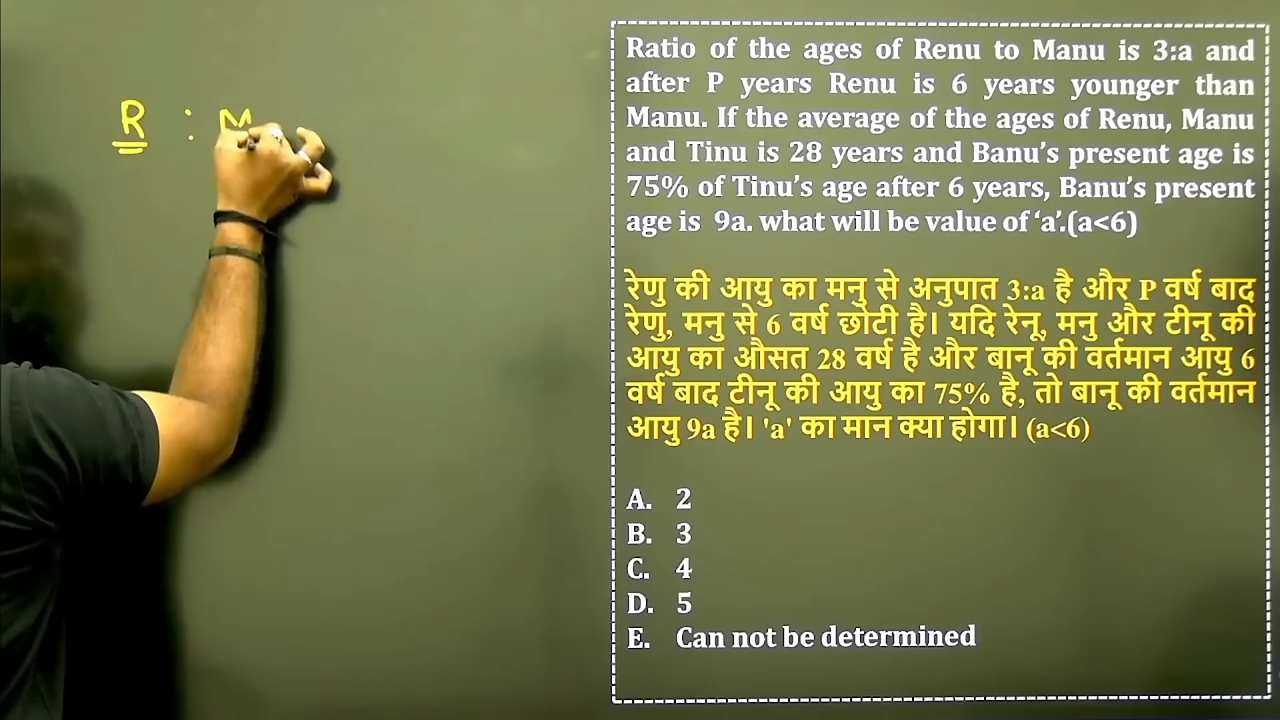 R : M
Ratio of the ages of Renu to Manu is 3:a and
after P years Renu is 6 years younger than
Manu. If the average of the ages of Renu, Manu
and Tinu is 28 years and Banu’s present age is
75% of Tinu’s age after 6 years, Banu’s present
age is 9a. what will be value of ‘a’.(a<6)
रेणु की आयु का मनु से अनुपात 3:a है और P वर्ष बाद
रेणु, मनु से 6 वर्ष छोटी है। यदि रेनू, मनु और टीनू की
आयु का औसत 28 वर्ष है और बानू की वर्तमान आयु 6
वर्ष बाद टीनू की आयु का 75% है, तो बानू की वर्तमान
आयु 9a है। 'a' का मान क्या होगा। (a<6)
A. 2
B. 3
C. 4
D. 5
E. Can not be determined